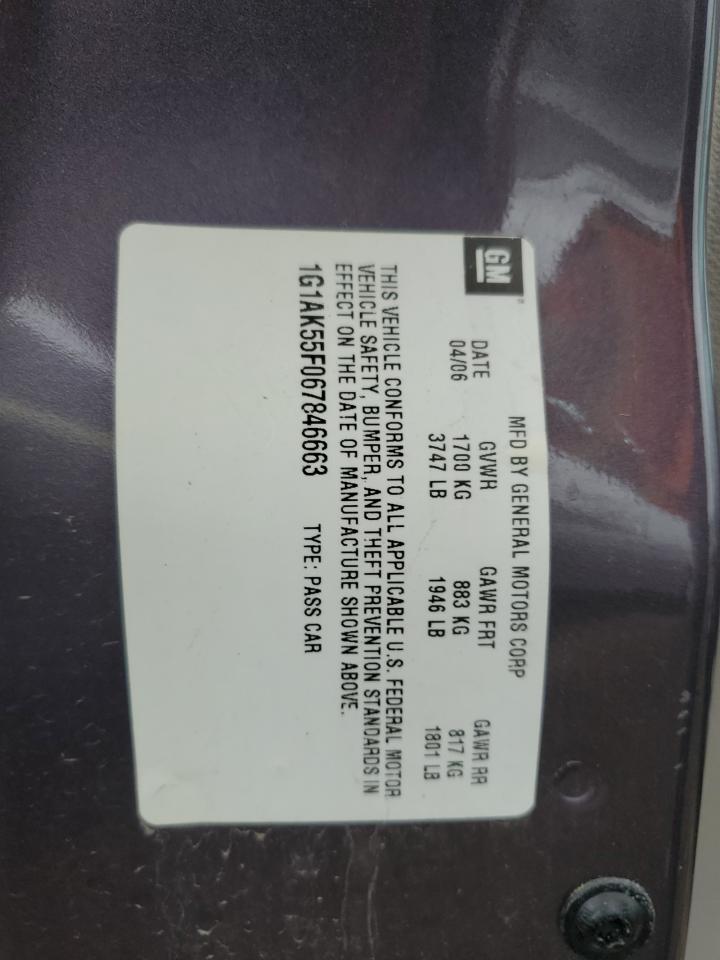 GM
MFD BY GENERAL MOTORS CORP
DATE GVWR GAWR FRT GAWR RR
04/06 1700 KG 883 KG 817 KG
3747 LB 1946 LB 1801 LB
THIS VEHICLE CONFORMS TO ALL APPLICABLE U.S. FEDERAL MOTOR
VEHICLE SAFETY, BUMPER, AND THEFT PREVENTION STANDARDS IN
EFFECT ON THE DATE OF MANUFACTURE SHOWN ABOVE.
1G1AK55F067846663 TYPE: PASS CAR